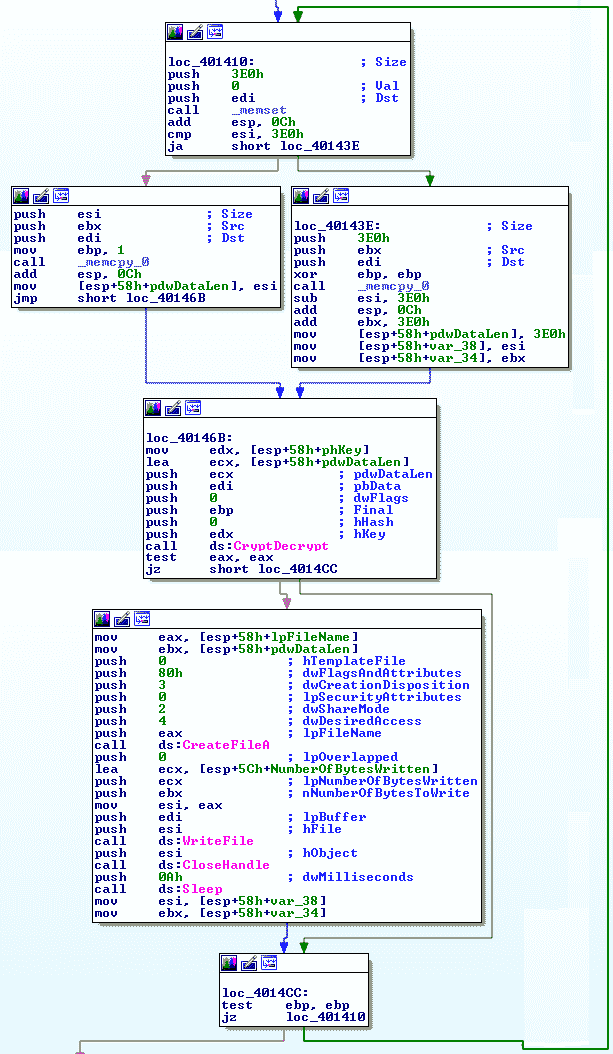 loc_401410: ; Size
push 3E0h
push 0 ; Val
push edi ; Dst
call _memset
add esp, 0Ch
cmp esi, 3E0h
ja short loc_40143E
push esi ; Size
push ebx ; Src
push edi ; Dst
mov ebp, 1
call _memcpy_0
add esp, 0Ch
mov [esp+58h+pdwDataLen], esi
jmp short loc_40146B
loc_40143E: ; Size
push 3E0h
push ebx ; Src
push edi ; Dst
xor ebp, ebp
call _memcpy_0
sub esi, 3E0h
add esp, 0Ch
add ebx, 3E0h
mov [esp+58h+pdwDataLen], 3E0h
mov [esp+58h+var_38], esi
mov [esp+58h+var_34], ebx
loc_40146B:
mov edx, [esp+58h+phKey]
lea ecx, [esp+58h+pdwDataLen]
push ecx ; pdwDataLen
push edi ; pbData
push 0 ; dwFlags
push ebp ; Final
push 0 ; hHash
push edx ; hKey
call ds:CryptDecrypt
test eax, eax
jz short loc_4014CC
mov eax, [esp+58h+lpFileName]
mov ebx, [esp+58h+pdwDataLen]
push 0 ; hTemplateFile
push 80h ; dwFlagsAndAttributes
push 3 ; dwCreationDisposition
push 0 ; lpSecurityAttributes
push 2 ; dwShareMode
push 4 ; dwDesiredAccess
push eax ; lpFileName
call ds:CreateFileA
push 0 ; lpOverlapped
lea ecx, [esp+5Ch+NumberOfBytesWritten]
push ecx ; lpNumberOfBytesWritten
push ebx ; nNumberOfBytesToWrite
mov esi, eax
push edi ; lpBuffer
push esi ; hFile
call ds:WriteFile
push esi ; hObject
call ds:CloseHandle
push 0Ah ; dwMilliseconds
call ds:Sleep
mov esi, [esp+58h+var_38]
mov ebx, [esp+58h+var_34]
loc_4014CC:
test ebp, ebp
jz loc_401410